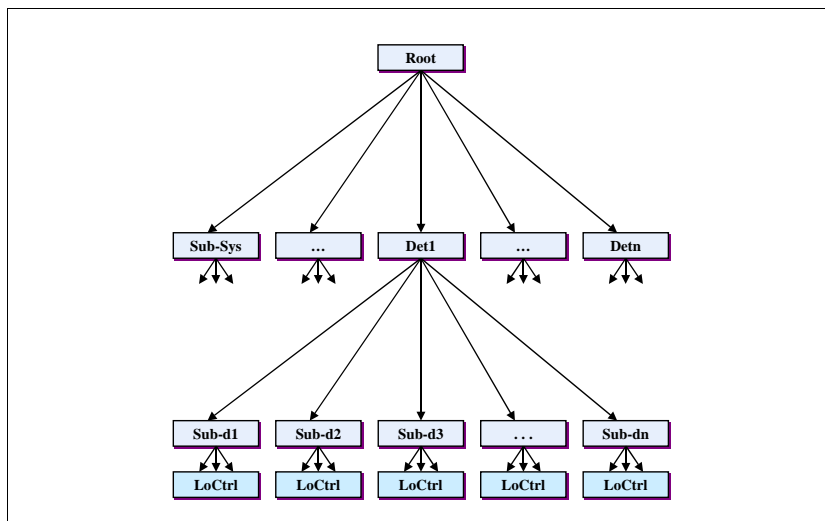 Root
Sub-Sys
...
Det1
...
Detn
Sub-d1
Sub-d2
Sub-d3
. . .
Sub-dn
LoCtrl
LoCtrl
LoCtrl
LoCtrl
LoCtrl